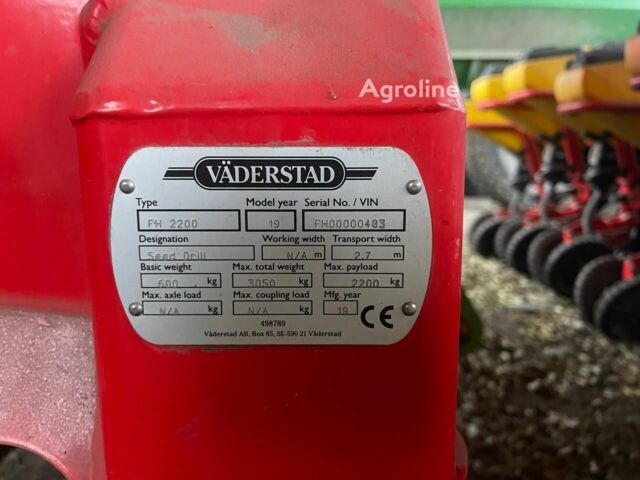 Agroline
VÄDERSTAD
Type Model year Serial No. / VIN
FH 2200 19 FH00000483
Designation Working width Transport width
Seed Drill N/A m 2.7 m
Basic weight Max. total weight Max. payload
600 kg 3050 kg 2200 kg
Max. axle load Max. coupling load Mfg. year
N/A kg N/A kg 19 CE
498789
Väderstad AB, Box 85, SE-590 21 Väderstad